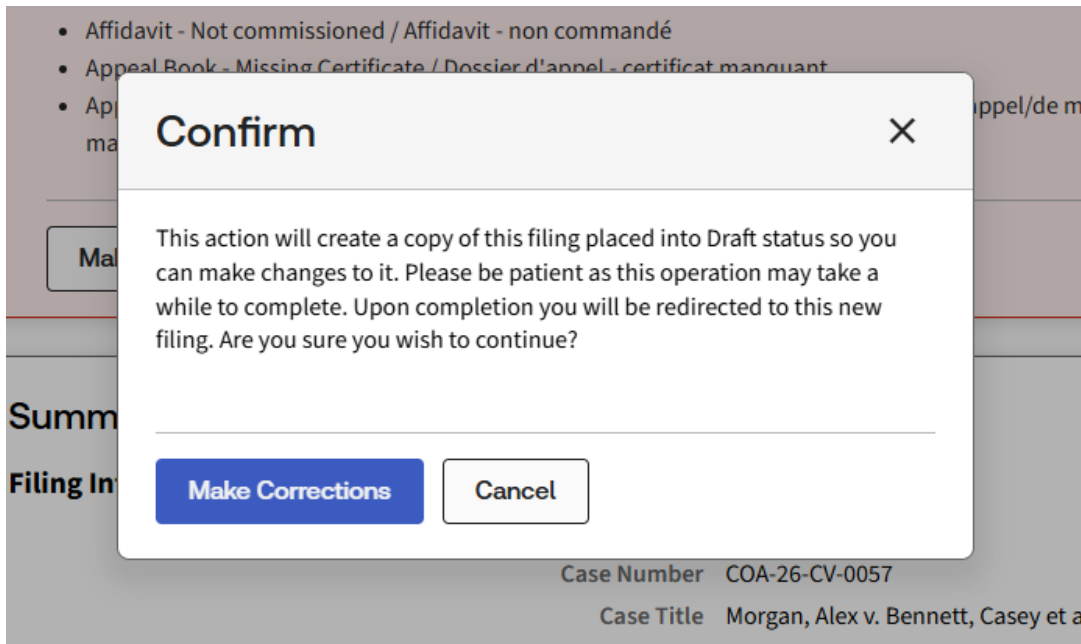 Affidavit - Not commissioned / Affidavit - non commandé
Appeal Book - Missing Certificate / Dossier d'appel - certificat manquant
Confirm
This action will create a copy of this filing placed into Draft status so you
can make changes to it. Please be patient as this operation may take a
while to complete. Upon completion you will be redirected to this new
filing. Are you sure you wish to continue?
Make Corrections
Cancel
Filing
Case Number COA-26-CV-0057
Case Title Morgan, Alex v. Bennett, Casey et